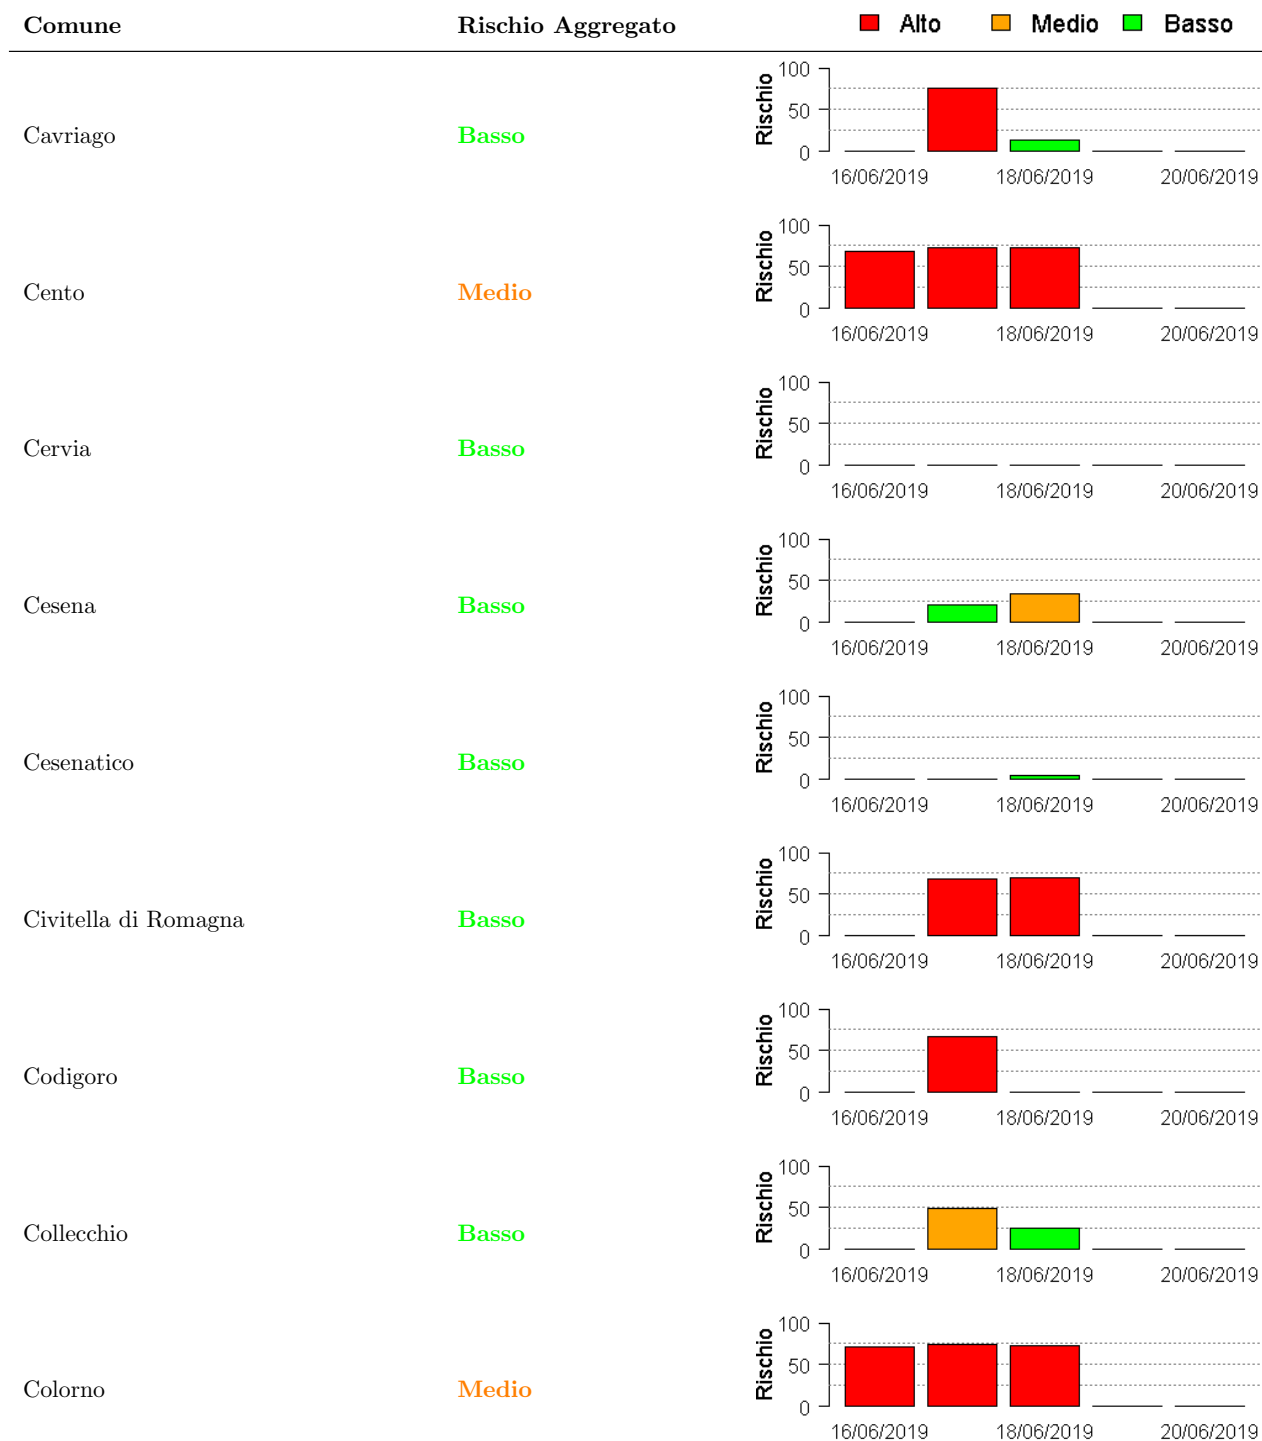 Comune Rischio Aggregato Alto Medio Basso
Cavriago Basso Rischio 100 50 0
16/06/2019 18/06/2019 20/06/2019
Cento Medio Rischio 100 50 0
16/06/2019 18/06/2019 20/06/2019
Cervia Basso Rischio 100 50 0
16/06/2019 18/06/2019 20/06/2019
Cesena Basso Rischio 100 50 0
16/06/2019 18/06/2019 20/06/2019
Cesenatico Basso Rischio 100 50 0
16/06/2019 18/06/2019 20/06/2019
Civitella di Romagna Basso Rischio 100 50 0
16/06/2019 18/06/2019 20/06/2019
Codigoro Basso Rischio 100 50 0
16/06/2019 18/06/2019 20/06/2019
Collecchio Basso Rischio 100 50 0
16/06/2019 18/06/2019 20/06/2019
Colorno Medio Rischio 100 50 0
16/06/2019 18/06/2019 20/06/2019